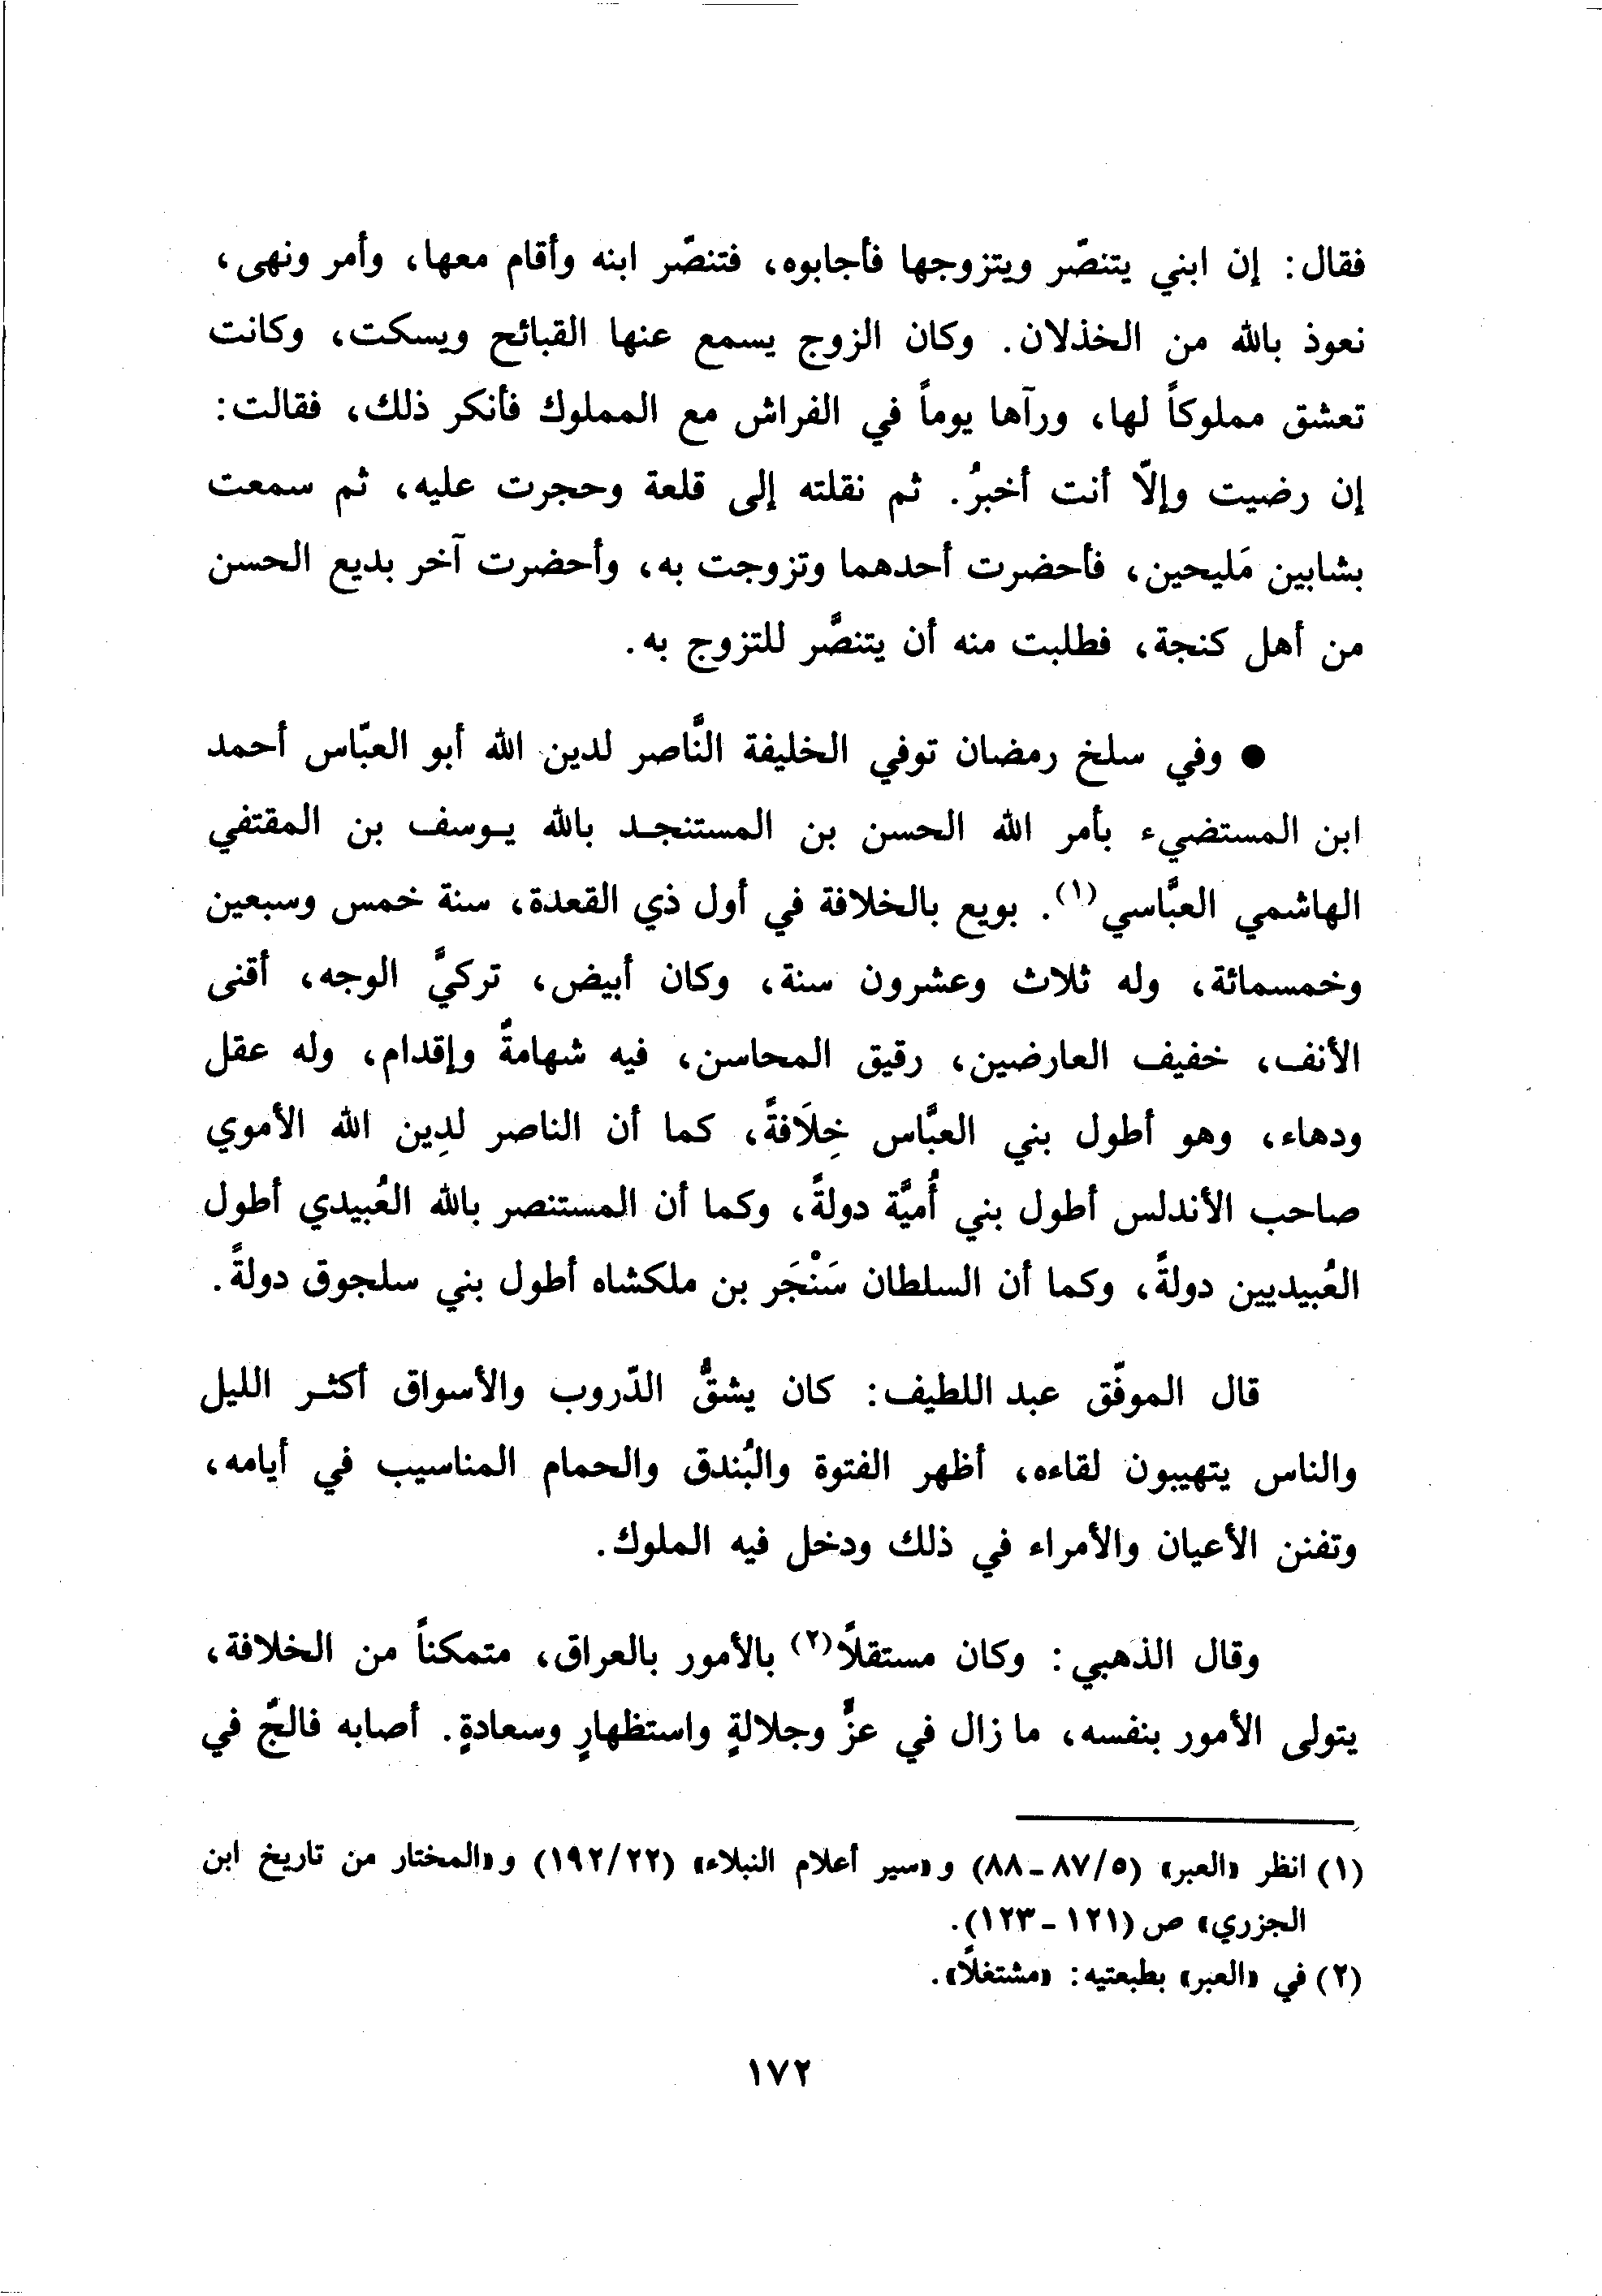 فقال: إن ابني يتنصّر ويتزوجها فأجابوه، فتنصّر ابنه وأقام معها، وأمر ونهى،
نعوذ بالله من الخذلان. وكان الزوج يسمع عنها القبائح ويسكت، وكانت
تعشق مملوكاً لها، ورآها يوماً في الفراش مع المملوك فأنكر ذلك، فقالت:
إن رضيت وإلّا أنت أخبرُ. ثم نقلته إلى قلعة وحجرت عليه، ثم سمعت
بشابين مَليحين، فأحضرت أحدهما وتزوجت به، وأحضرت آخر بديع الحسن
من أهل كنجة، فطلبت منه أن يتنصَّر للتزوج به.
● وفي سلخ رمضان توفي الخليفة النَّاصر لدين الله أبو العبّاس أحمد
ابن المستضيء بأمر الله الحسن بن المستنجـد بالله يـوسف بن المقتفي
الهاشمي العبَّاسي(١). بويع بالخلافة في أول ذي القعدة، سنة خمس وسبعين
وخمسمائة، وله ثلاث وعشرون سنة، وكان أبيض، تركيَّ الوجه، أقنى
الأنف، خفيف العارضين، رقيق المحاسن، فيه شهامةٌ وإقدام، وله عقل
ودهاء، وهو أطول بني العبَّاس خِلَافةً، كما أن الناصر لدِين الله الأموي
صاحب الأندلس أطول بني أُميَّة دولةً، وكما أن المستنصر بالله العُبيدي أطول
العُبيديين دولةً، وكما أن السلطان سَنْجَر بن ملكشاه أطول بني سلجوق دولةً.
قال الموفّق عبد اللطيف: كان يشقُّ الدّروب والأسواق أكثـر الليل
والناس يتهيبون لقاءه، أظهر الفتوة والبُندق والحمام المناسيب في أيامه،
وتفنن الأعيان والأمراء في ذلك ودخل فيه الملوك.
وقال الذهبي: وكان مستقلًا(٢) بالأمور بالعراق، متمكناً من الخلافة،
يتولى الأمور بنفسه، ما زال في عزٍّ وجلالةٍ واستظهارٍ وسعادةٍ. أصابه فالجٌ في
(١) انظر «العبر» (٥/ ٨٧ - ٨٨) و«سير أعلام النبلاء» (٢٢/ ١٩٢) و«المختار من تاريخ ابن
الجزري» ص (١٢١ - ١٢٣).
(٢) في «العبر» بطبعتيه: «مشتغلًا».
١٧٢